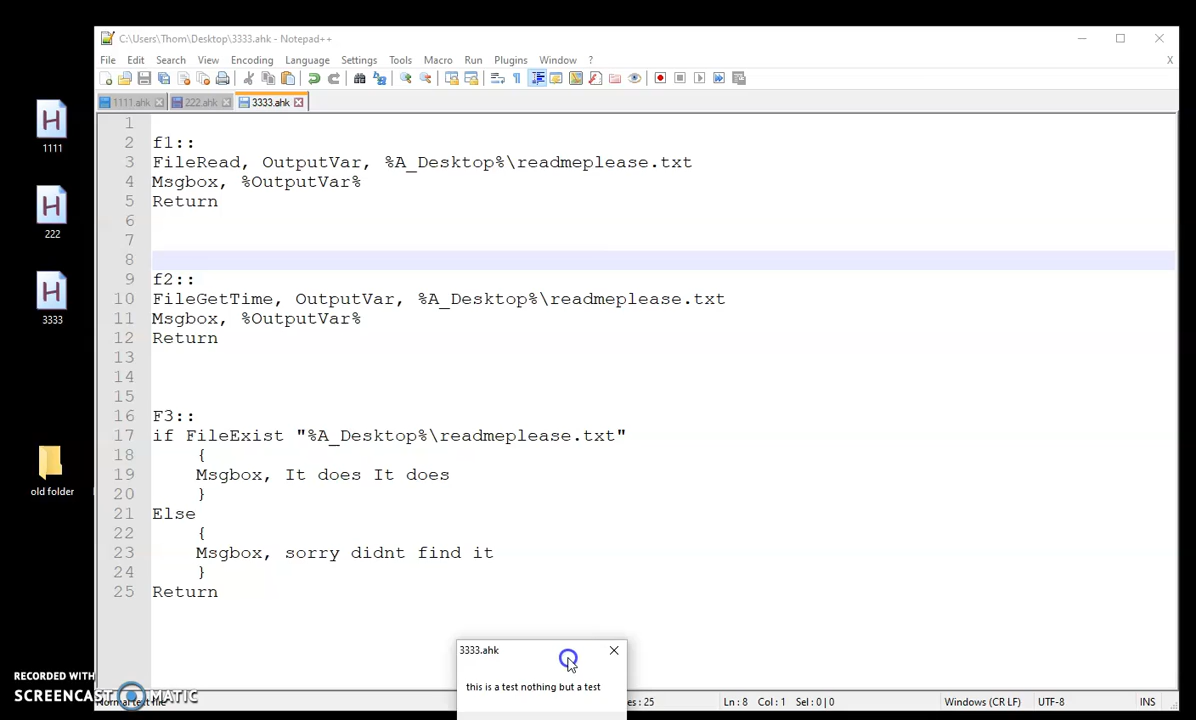 C:\Users\Thom\Desktop\3333.ahk - Notepad++
File Edit Search View Encoding Language Settings Tools Macro Run Plugins Window ? X
1111.ahk 222.ahk 3333.ahk
1
2 f1::
3 FileRead, OutputVar, %A_Desktop%\readmeplease.txt
4 Msgbox, %OutputVar%
5 Return
6
7
8
9 f2::
10 FileGetTime, OutputVar, %A_Desktop%\readmeplease.txt
11 Msgbox, %OutputVar%
12 Return
13
14
15
16 F3::
17 if FileExist "%A_Desktop%\readmeplease.txt"
18 {
19 Msgbox, It does It does
20 }
21 Else
22 {
23 Msgbox, sorry didnt find it
24 }
25 Return
H
1111
H
222
H
3333
old folder
3333.ahk
this is a test nothing but a test
RECORDED WITH
SCREENCAST MATIC
Normal text file
es : 25 Ln : 8 Col : 1 Sel : 0 | 0 Windows (CR LF) UTF-8 INS